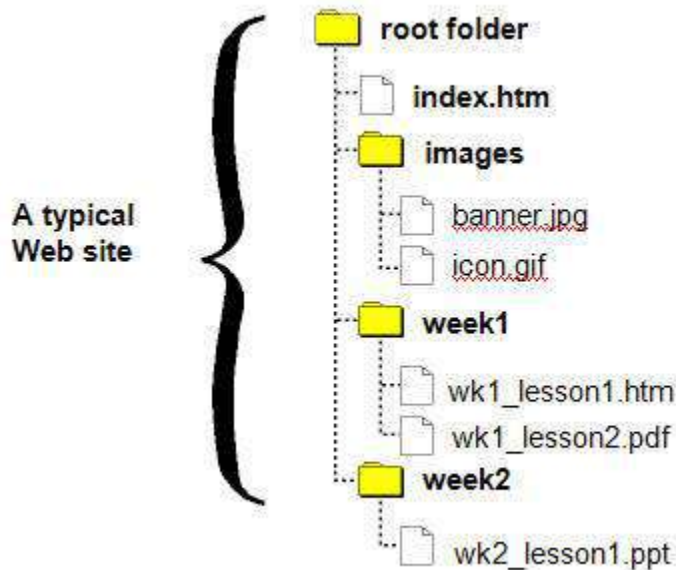 root folder
index.htm
images
A typical
Web site
banner.jpg
icon.gif
week1
wk1_lesson1.htm
wk1_lesson2.pdf
week2
wk2_lesson1.ppt